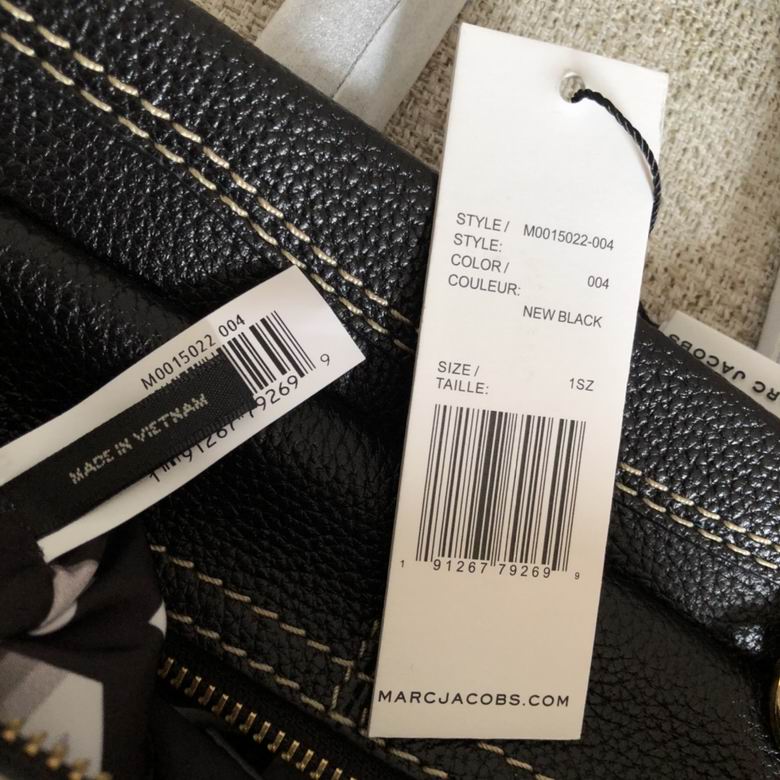 STYLE / M0015022-004
STYLE:
COLOR / 004
COULEUR:
NEW BLACK
SIZE /
TAILLE: 1SZ
1 91267 79269 9
MARCJACOBS.COM
M0015022 004
1 91267 79269 9
MADE IN VIETNAM
RC JACOBS